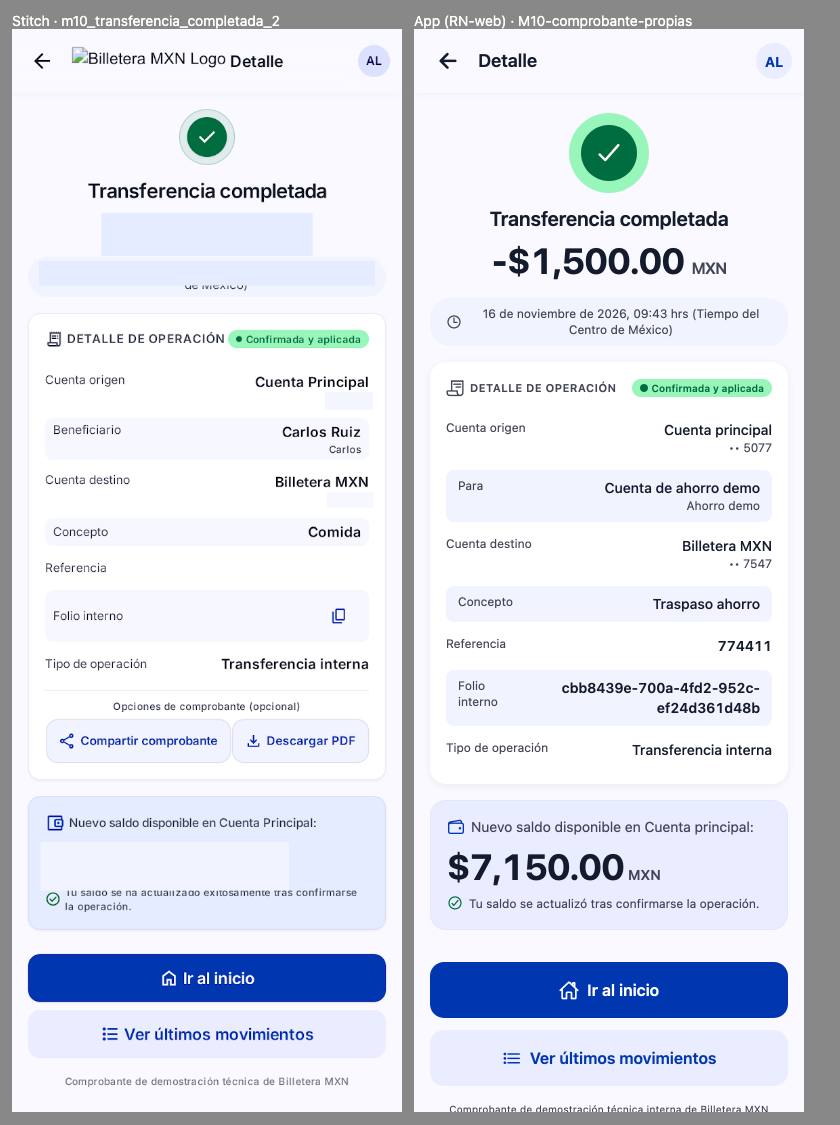 Stitch · m10_transferencia_completada_2
Billetera MXN Logo Detalle
AL
Transferencia completada
de México)
DETALLE DE OPERACIÓN
Confirmada y aplicada
Cuenta origen
Cuenta Principal
Beneficiario
Carlos Ruiz
Carlos
Cuenta destino
Billetera MXN
Concepto
Comida
Referencia
Folio interno
Tipo de operación
Transferencia interna
Opciones de comprobante (opcional)
Compartir comprobante
Descargar PDF
Nuevo saldo disponible en Cuenta Principal:
Tu saldo se ha actualizado exitosamente tras confirmarse
la operación.
Ir al inicio
Ver últimos movimientos
Comprobante de demostración técnica de Billetera MXN
App (RN-web) · M10-comprobante-propias
Detalle
AL
Transferencia completada
-$1,500.00 MXN
16 de noviembre de 2026, 09:43 hrs (Tiempo del
Centro de México)
DETALLE DE OPERACIÓN
Confirmada y aplicada
Cuenta origen
Cuenta principal
•• 5077
Para
Cuenta de ahorro demo
Ahorro demo
Cuenta destino
Billetera MXN
•• 7547
Concepto
Traspaso ahorro
Referencia
774411
Folio
interno
cbb8439e-700a-4fd2-952c-
ef24d361d48b
Tipo de operación
Transferencia interna
Nuevo saldo disponible en Cuenta principal:
$7,150.00 MXN
Tu saldo se actualizó tras confirmarse la operación.
Ir al inicio
Ver últimos movimientos
Comprobante de demostración técnica interna de Billetera MXN